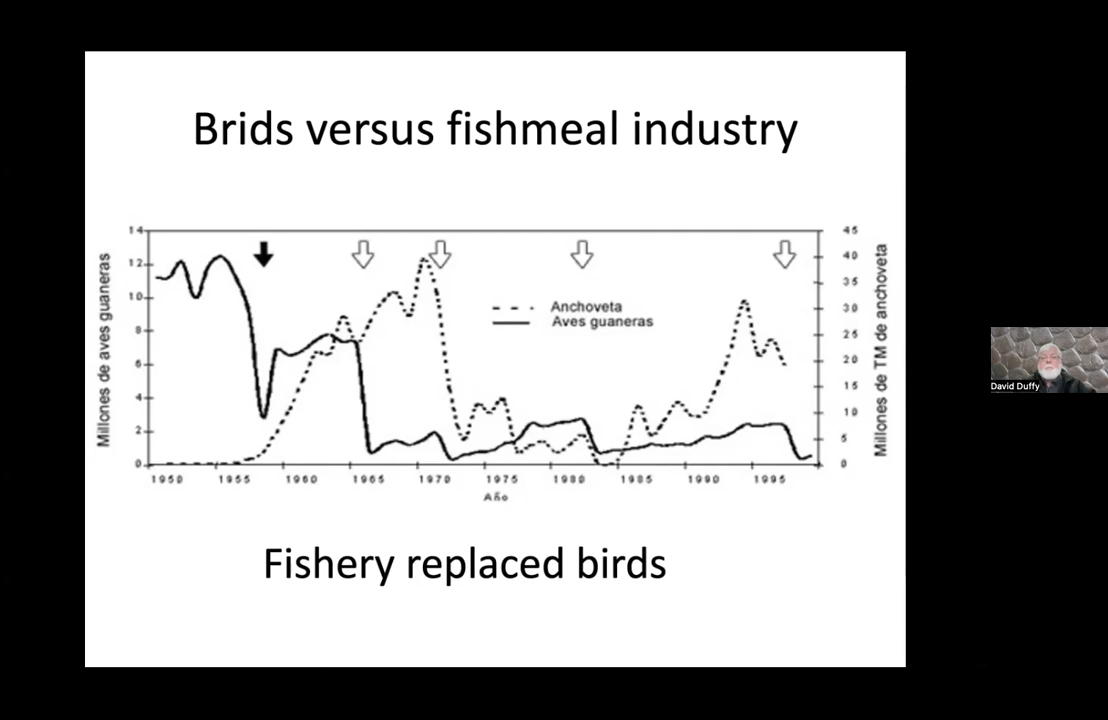 Brids versus fishmeal industry
Millones de aves guaneras
14
12
10
8
6
4
2
0
Anchoveta
Aves guaneras
45
40
35
30
25
20
15
10
5
0
Millones de TM de anchoveta
1950 1955 1960 1965 1970 1975 1980 1985 1990 1995
Año
David Duffy
Fishery replaced birds